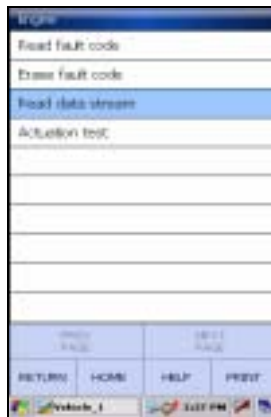 Engine
Read fault code
Erase fault code
Read data stream
Actuation test
PREV PAGE
NEXT PAGE
RETURN
HOME
HELP
PRINT
Vehicle_1